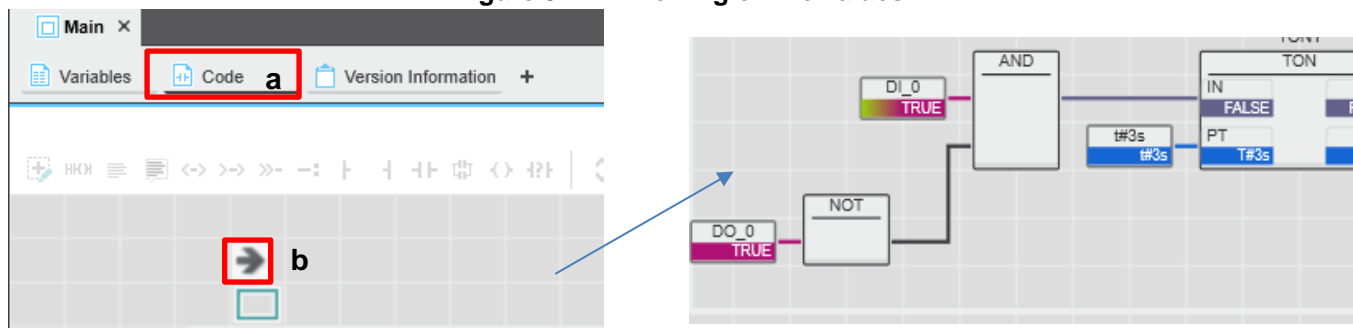 Main ×
Variables
Code
a
Version Information
+
b
AND
DI_0
TRUE
TON
IN
FALSE
t#3s
t#3s
PT
T#3s
NOT
DO_0
TRUE